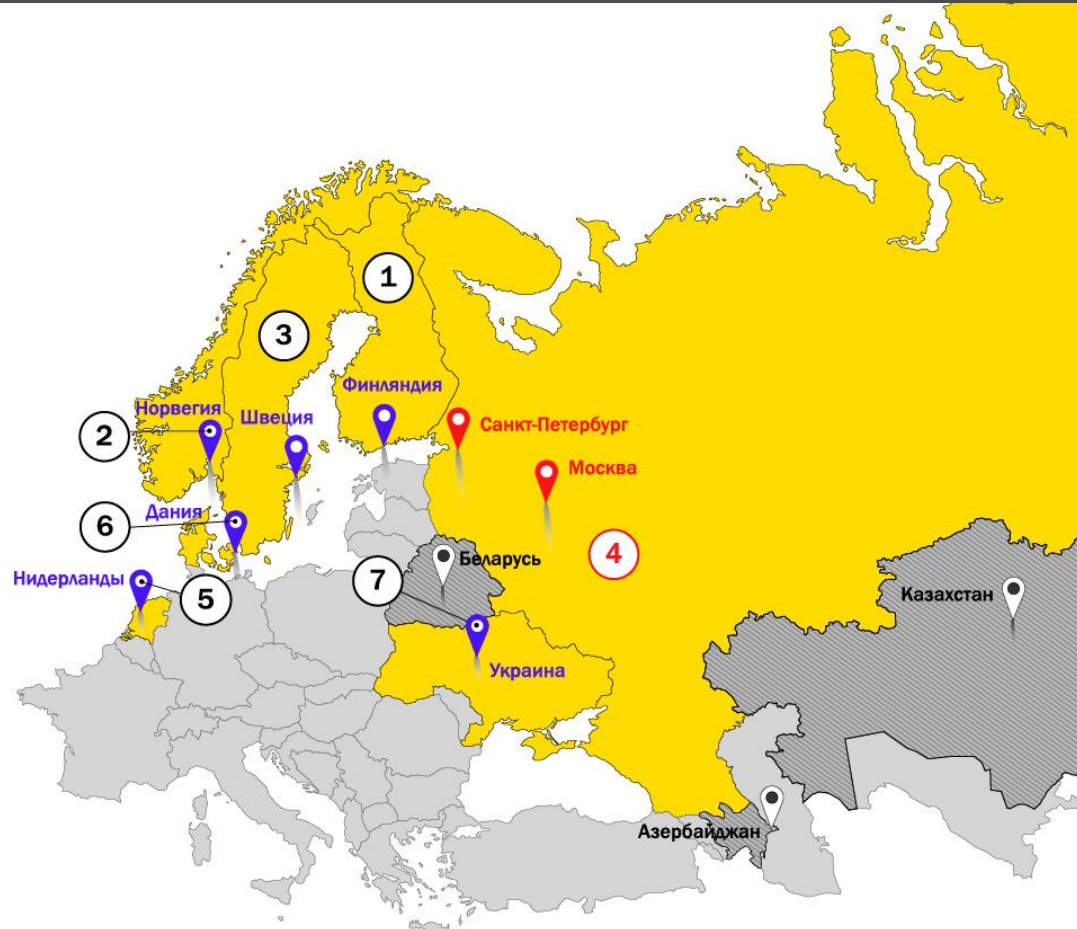 1
3
Финляндия
Норвегия
Швеция
2
Санкт-Петербург
Москва
Дания
6
4
Беларусь
Нидерланды
5
7
Казахстан
Украина
Азербайджан